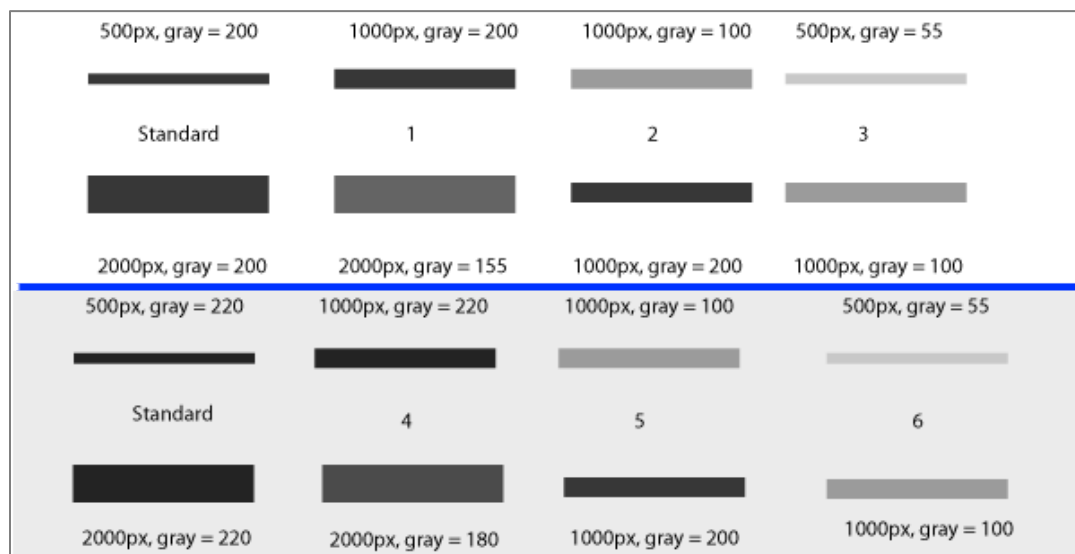 500px, gray = 200 1000px, gray = 200 1000px, gray = 100 500px, gray = 55
Standard 1 2 3
2000px, gray = 200 2000px, gray = 155 1000px, gray = 200 1000px, gray = 100
500px, gray = 220 1000px, gray = 220 1000px, gray = 100 500px, gray = 55
Standard 4 5 6
2000px, gray = 220 2000px, gray = 180 1000px, gray = 200 1000px, gray = 100